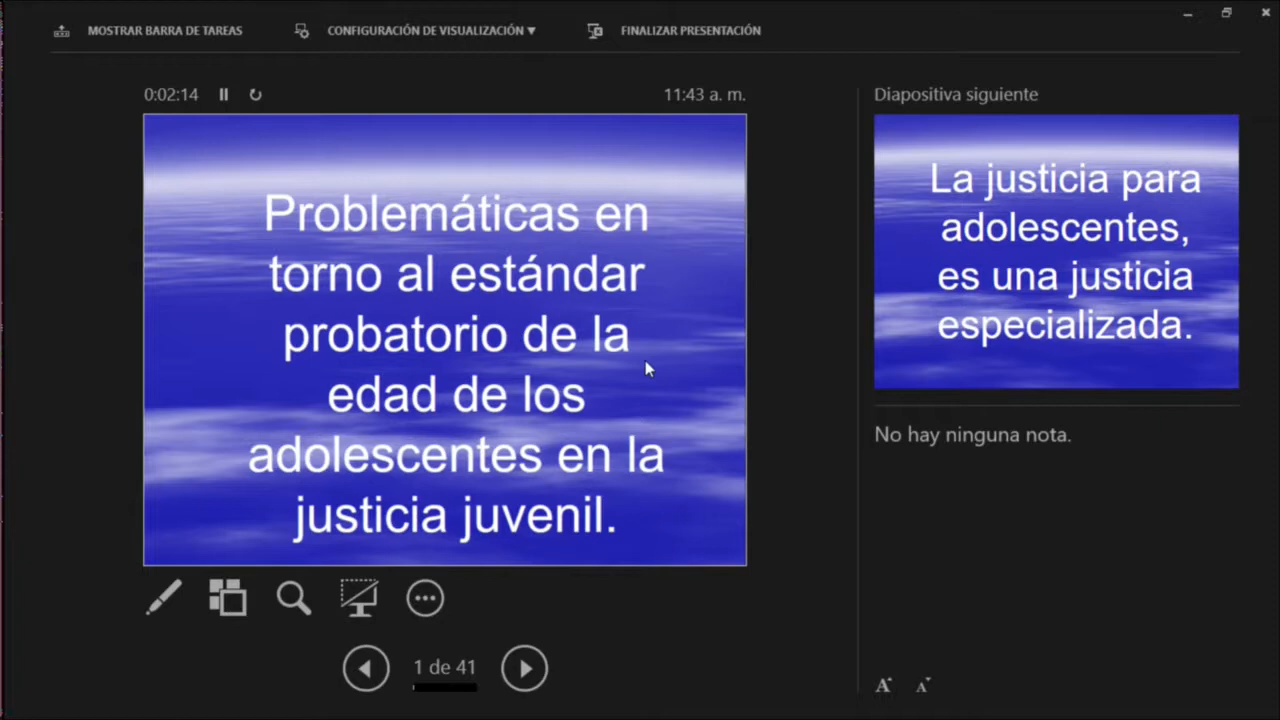 MOSTRAR BARRA DE TAREAS
CONFIGURACIÓN DE VISUALIZACIÓN ▼
FINALIZAR PRESENTACIÓN
0:02:14
11:43 a. m.
Problemáticas en
torno al estándar
probatorio de la
edad de los
adolescentes en la
justicia juvenil.
1 de 41
Diapositiva siguiente
La justicia para
adolescentes,
es una justicia
especializada.
No hay ninguna nota.
A A